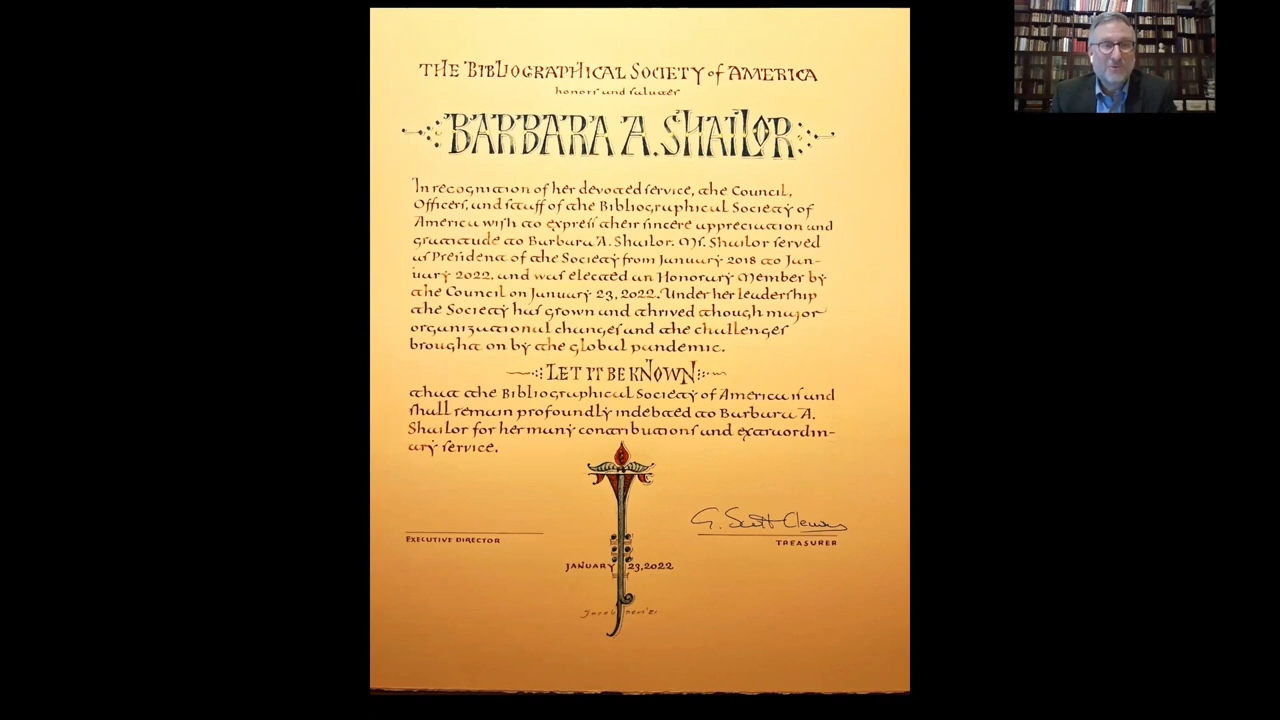 THE BIBLIOGRAPHICAL SOCIETY of AMERICA
honors and salutes
BARBARA A. SHAILOR
In recognition of her devoted service, the Council,
Officers, and staff of the Bibliographical Society of
America wish to express their sincere appreciation and
gratitude to Barbara A. Shailor. Ms. Shailor served
as President of the Society from January 2018 to Jan-
uary 2022, and was elected an Honorary Member by
the Council on January 23, 2022. Under her leadership
the Society has grown and thrived though major
organizational changes and the challenges
brought on by the global pandemic.
LET IT BE KNOWN
that the Bibliographical Society of America is and
shall remain profoundly indebted to Barbara A.
Shailor for her many contributions and extraordin-
ary service.
G. Scott Clemons
EXECUTIVE DIRECTOR
TREASURER
JANUARY 23, 2022